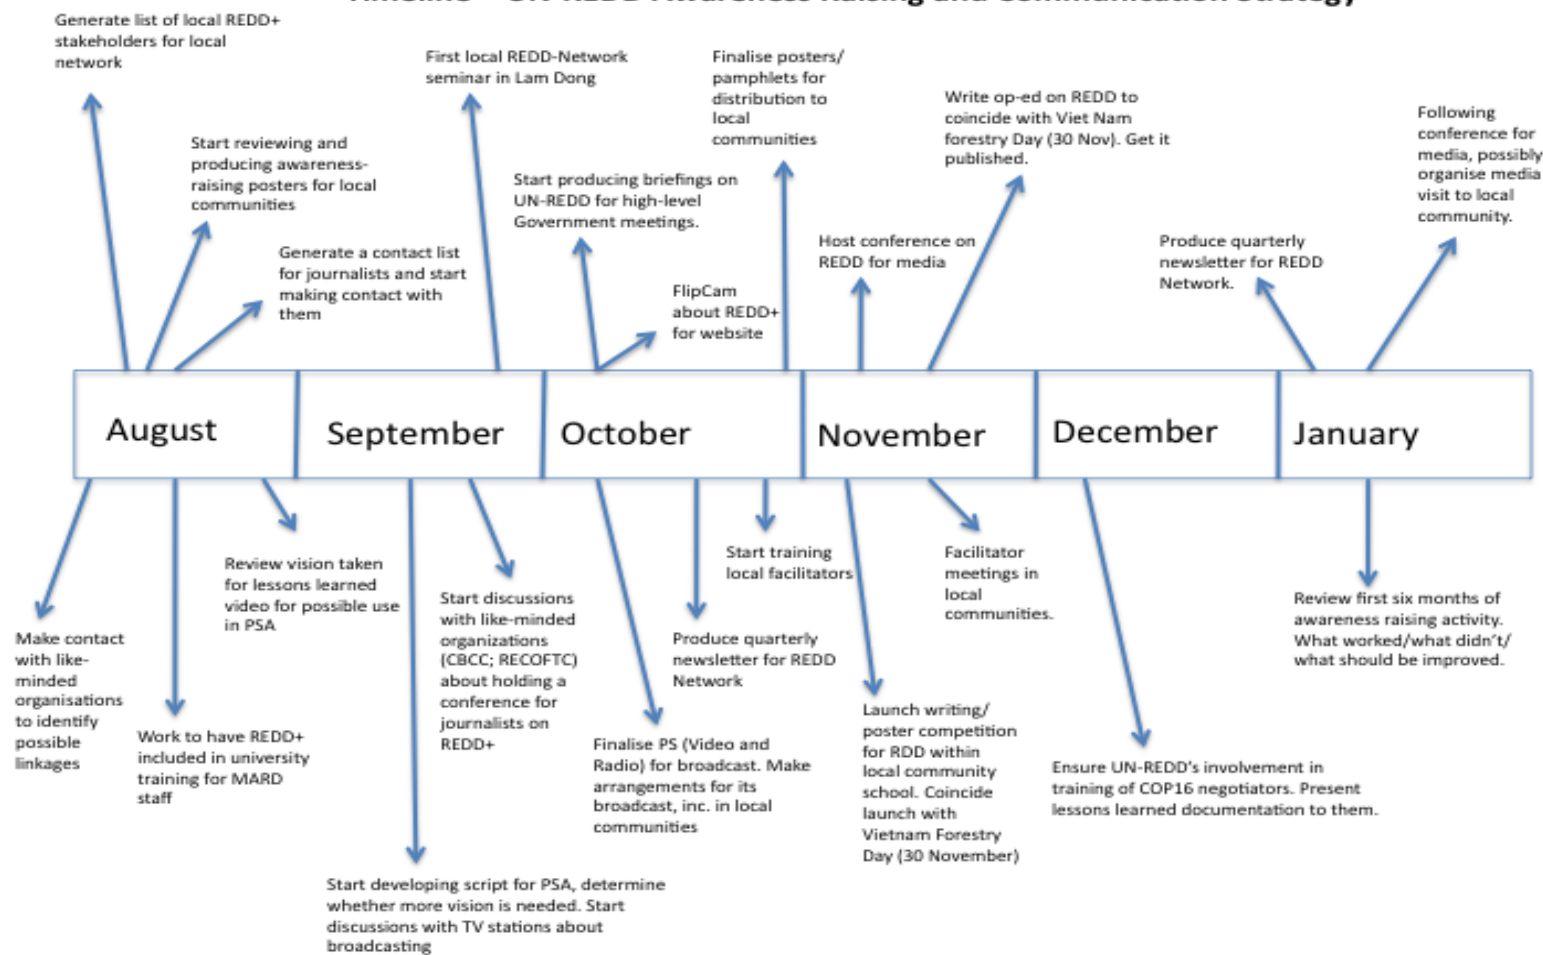 Timeline – UN-REDD Awareness Raising and Communication Strategy
Generate list of local REDD+
stakeholders for local
network
Start reviewing and
producing awareness-
raising posters for local
communities
Generate a contact list
for journalists and start
making contact with
them
First local REDD-Network
seminar in Lam Dong
Start producing briefings on
UN-REDD for high-level
Government meetings.
FlipCam
about REDD+
for website
Finalise posters/
pamphlets for
distribution to
local
communities
Host conference on
REDD for media
Write op-ed on REDD to
coincide with Viet Nam
forestry Day (30 Nov). Get it
published.
Produce quarterly
newsletter for REDD
Network.
Following
conference for
media, possibly
organise media
visit to local
community.
August
September
October
November
December
January
Make contact
with like-
minded
organisations
to identify
possible
linkages
Work to have REDD+
included in university
training for MARD
staff
Review vision taken
for lessons learned
video for possible use
in PSA
Start developing script for PSA, determine
whether more vision is needed. Start
discussions with TV stations about
broadcasting
Start discussions
with like-minded
organizations
(CBCC; RECOFTC)
about holding a
conference for
journalists on
REDD+
Finalise PS (Video and
Radio) for broadcast. Make
arrangements for its
broadcast, inc. in local
communities
Produce quarterly
newsletter for REDD
Network
Start training
local facilitators
Launch writing/
poster competition
for RDD within
local community
school. Coincide
launch with
Vietnam Forestry
Day (30 November)
Facilitator
meetings in
local
communities.
Ensure UN-REDD's involvement in
training of COP16 negotiators. Present
lessons learned documentation to them.
Review first six months of
awareness raising activity.
What worked/what didn't/
what should be improved.